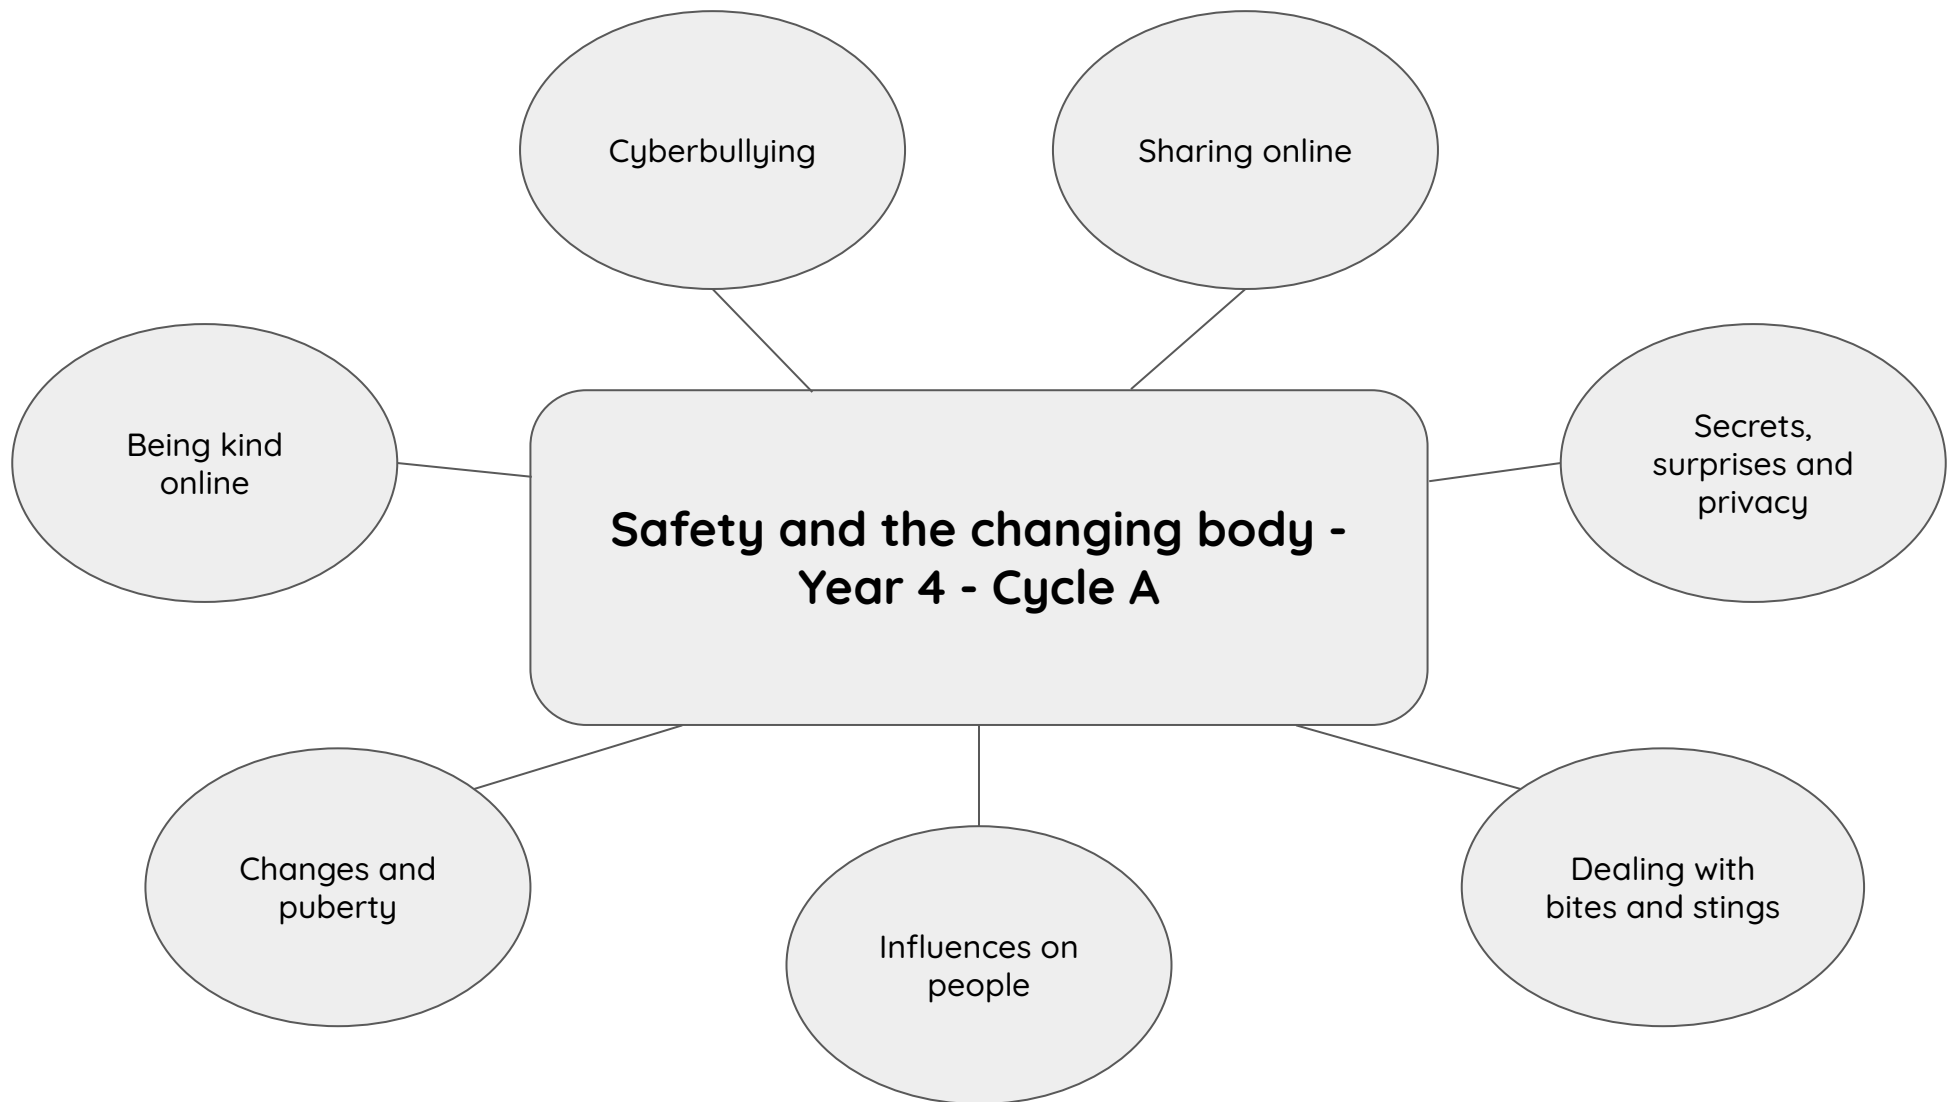 Cyberbullying
Sharing online
Being kind
online
Secrets,
surprises and
privacy
Safety and the changing body -
Year 4 - Cycle A
Changes and
puberty
Influences on
people
Dealing with
bites and stings